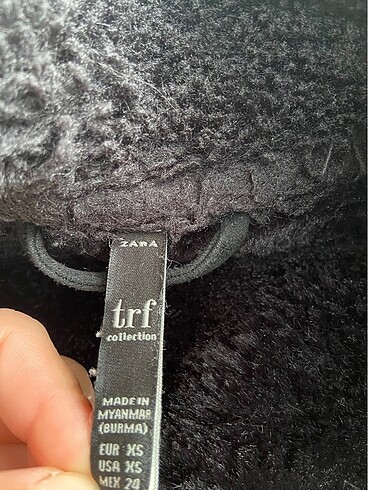 ZARA
trf
collection
MADE IN
MYANMAR
(BURMA)
EUR XS
USA XS
MEX 24